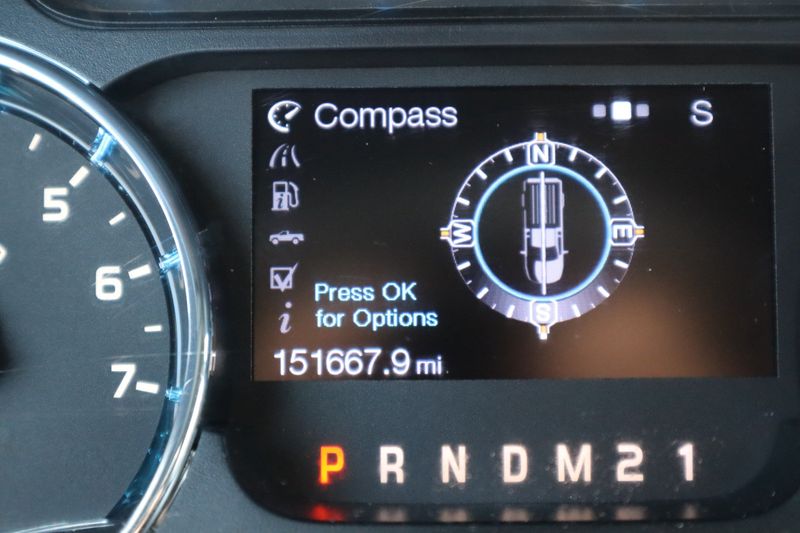 Compass S
N
W E
S
Press OK
for Options
151667.9 mi
5
6
7
P R N D M 2 1